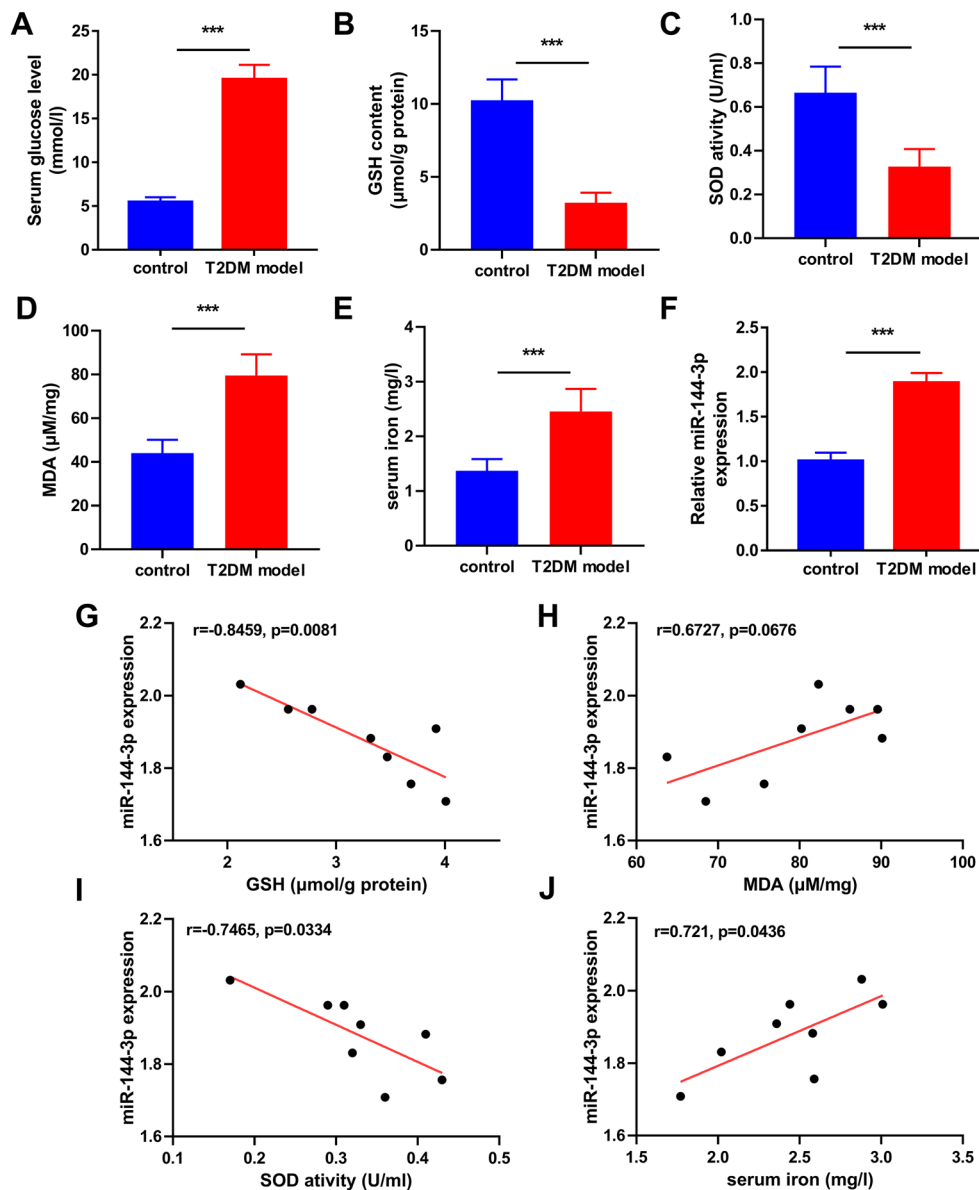 A
Serum glucose level
(mmol/l)
25
20
15
10
5
0
***
control
T2DM model
B
GSH content
(μmol/g protein)
15
10
5
0
***
control
T2DM model
C
SOD ativity (U/ml)
1.0
0.8
0.6
0.4
0.2
0.0
***
control
T2DM model
D
MDA (μM/mg)
100
80
60
40
20
0
***
control
T2DM model
E
serum iron (mg/l)
4
3
2
1
0
***
control
T2DM model
F
Relative miR-144-3p
expression
2.5
2.0
1.5
1.0
0.5
0.0
***
control
T2DM model
G
r=-0.8459, p=0.0081
miR-144-3p expression
2.2
2.0
1.8
1.6
2
3
4
GSH (μmol/g protein)
H
r=0.6727, p=0.0676
miR-144-3p expression
2.2
2.0
1.8
1.6
60
70
80
90
100
MDA (μM/mg)
I
r=-0.7465, p=0.0334
miR-144-3p expression
2.2
2.0
1.8
1.6
0.1
0.2
0.3
0.4
0.5
SOD ativity (U/ml)
J
r=0.721, p=0.0436
miR-144-3p expression
2.2
2.0
1.8
1.6
1.5
2.0
2.5
3.0
3.5
serum iron (mg/l)